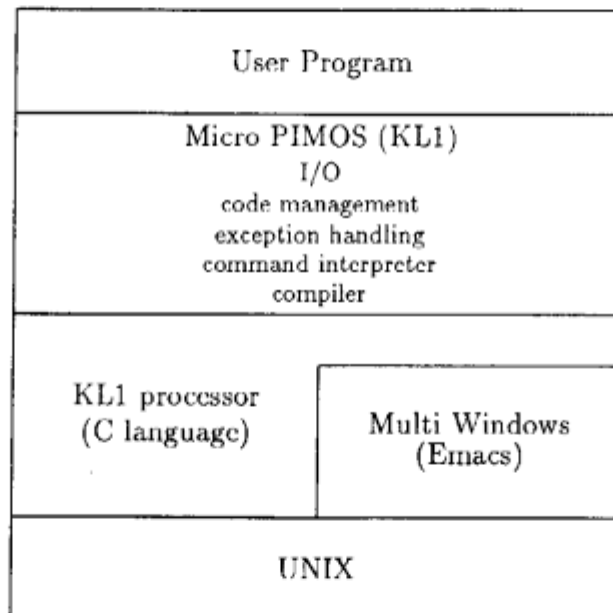 User Program
Micro PIMOS (KL1)
I/O
code management
exception handling
command interpreter
compiler
KL1 processor
(C language)
Multi Windows
(Emacs)
UNIX